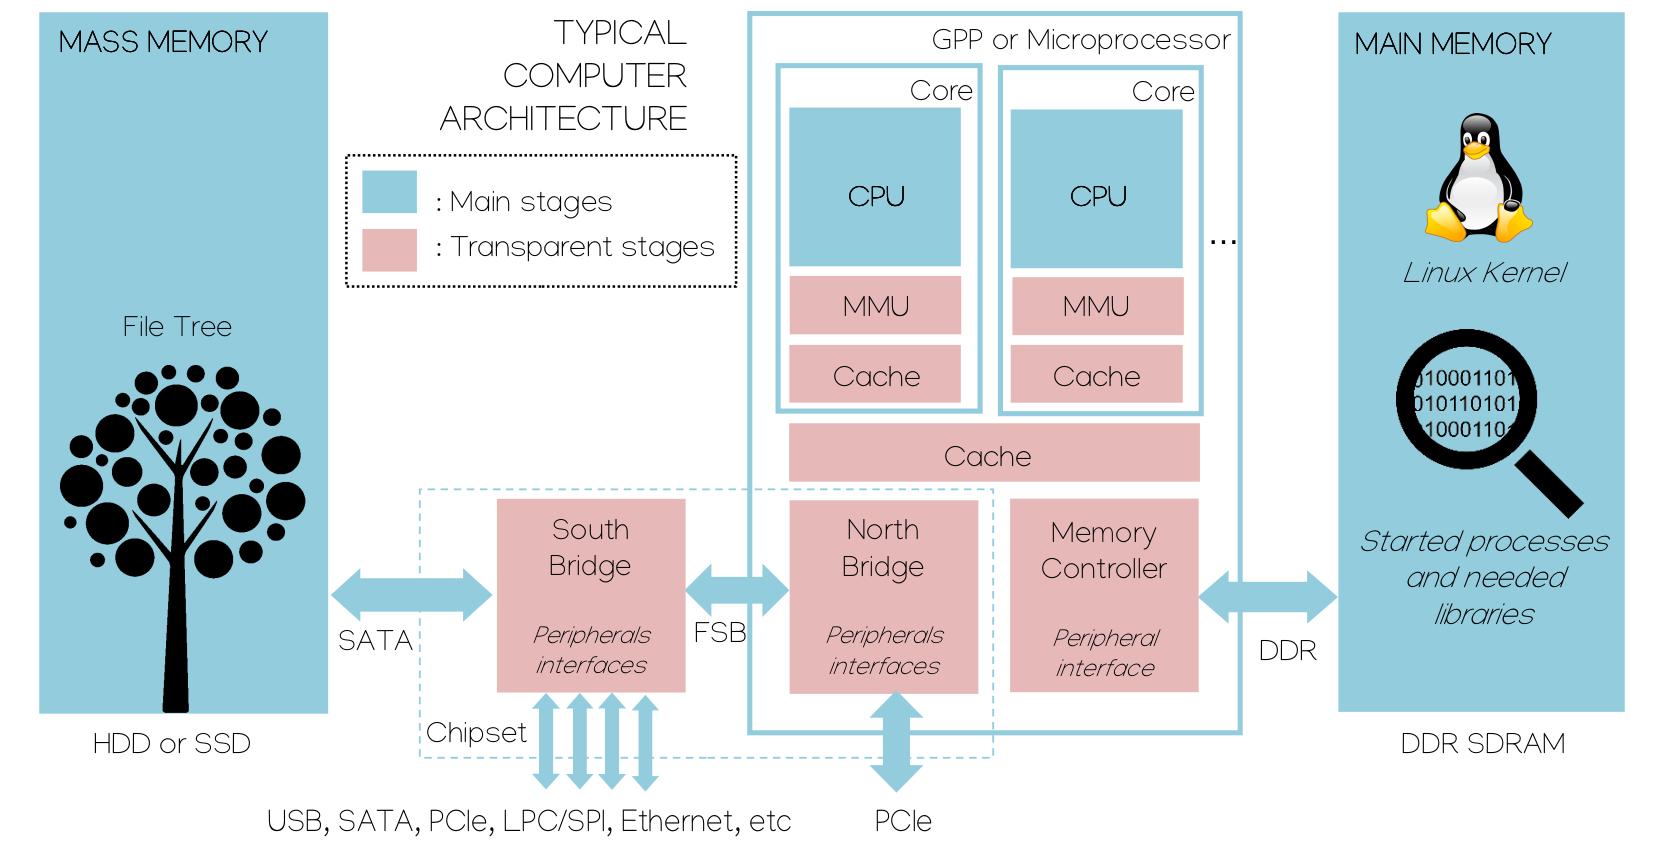 MASS MEMORY
File Tree
HDD or SSD
TYPICAL
COMPUTER
ARCHITECTURE
: Main stages
: Transparent stages
GPP or Microprocessor
Core
CPU
MMU
Cache
Core
CPU
MMU
Cache
...
Cache
South
Bridge
Peripherals
interfaces
North
Bridge
Peripherals
interfaces
Memory
Controller
Peripheral
interface
SATA
FSB
DDR
Chipset
USB, SATA, PCIe, LPC/SPI, Ethernet, etc
PCIe
MAIN MEMORY
Linux Kernel
010001101
010110101
1000110
Started processes
and needed
libraries
DDR SDRAM